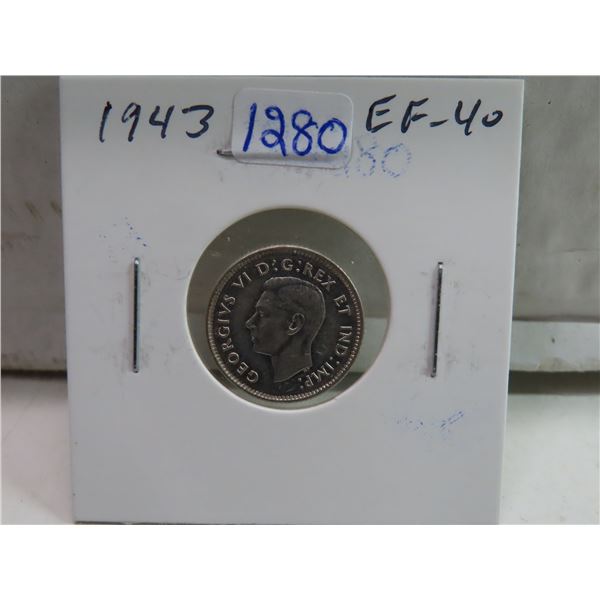 1943 1280 EF-40
GEORGIVS VI D:G:REX ET IND:IMP: